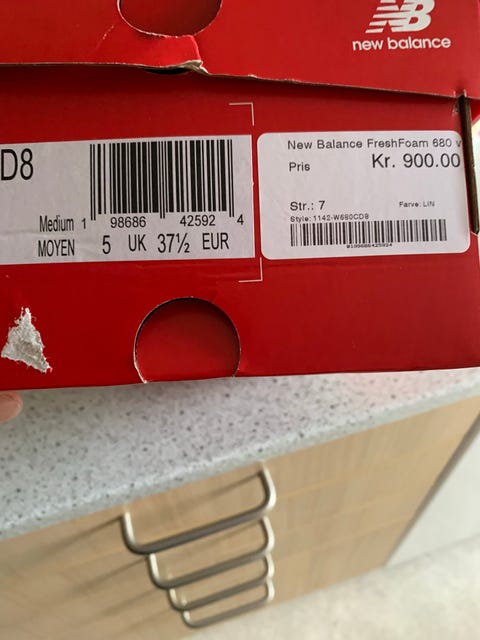 NB
new balance
D8
Medium 1 98686 42592 4
MOYEN 5 UK 37½ EUR
New Balance FreshFoam 680 v
Pris Kr. 900.00
Str.: 7 Farve: LIN
Style: 1142-W680CD8